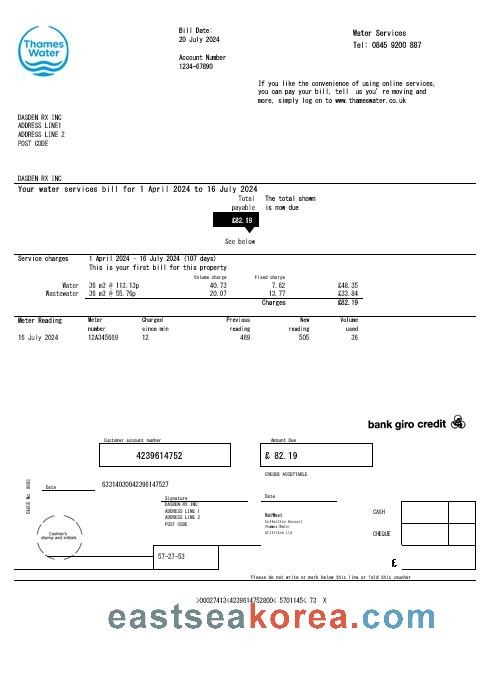 Thames
Water
Bill Date:
20 July 2024
Account Number
1234-67890
Water Services
Tel: 0845 9200 887
If you like the convenience of using online services,
you can pay your bill, tell us you're moving and
more, simply log on to www.thameswater.co.uk
DASDEN RX INC
ADDRESS LINE1
ADDRESS LINE 2
POST CODE
DASDEN RX INC
Your water services bill for 1 April 2024 to 16 July 2024
Total The total shown
payable is now due
£82.19
See below
Service charges 1 April 2024 - 16 July 2024 (107 days)
This is your first bill for this property
Volume charge Fixed charge
Water 36 m3 @ 113.13p 40.73 7.62 £48.35
Wastewater 36 m3 @ 55.76p 20.07 13.77 £33.84
Charges £82.19
Meter Reading Meter Charged Previous New Volume
number since min reading reading used
16 July 2024 12A345669 12 469 505 36
bank giro credit
Customer account number Amount Due
4239614752 £ 82.19
CHEQUE ACCEPTABLE
63314030042396147527
Date
Signature Date
DASDEN RX INC
ADDRESS LINE 1
ADDRESS LINE 2
POST CODE
NatWest
Collection Account
Thames Water
Utilities Ltd
CASH
CHEQUE
£
Cashier's
stamp and initials
57-27-53
Please do not write or mark below this line or fold this voucher
>00027413<4239614752800< 5701145< 73 X
eastseakorea.com